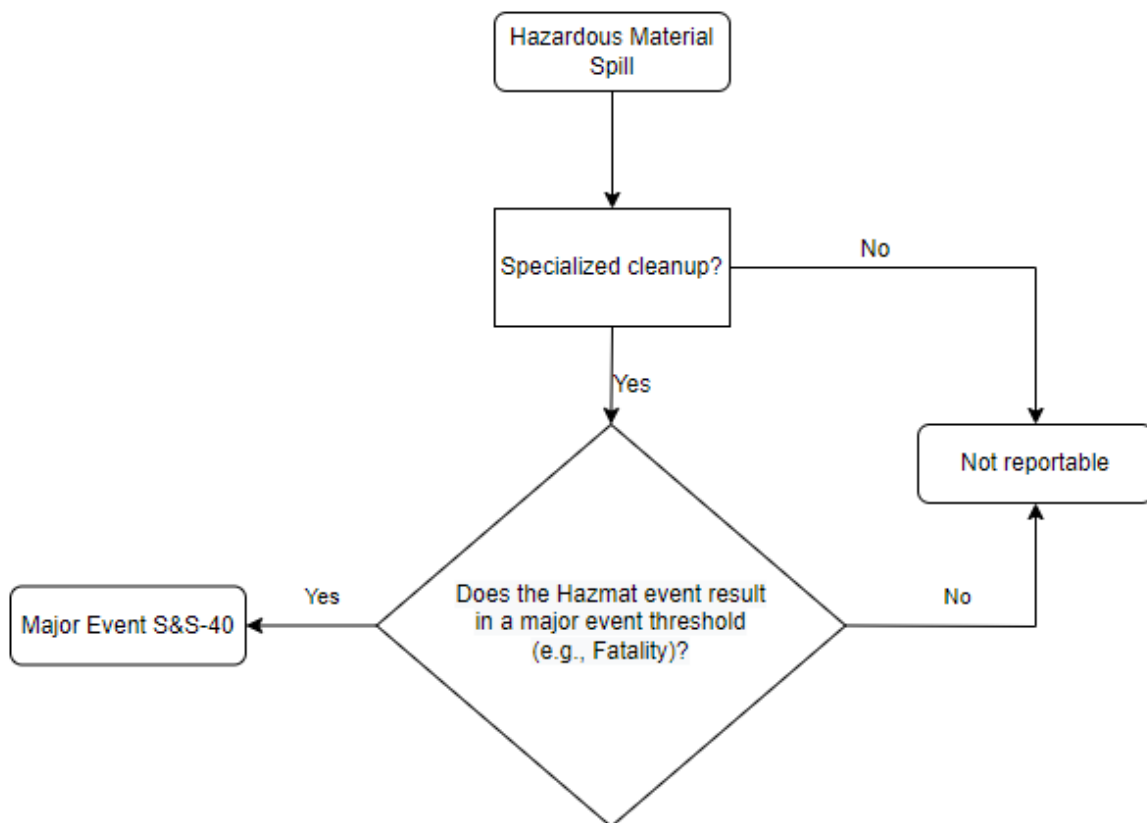 Hazardous Material
Spill
Specialized cleanup?
No
Yes
Not reportable
Does the Hazmat event result
in a major event threshold
(e.g., Fatality)?
Yes
No
Major Event S&S-40